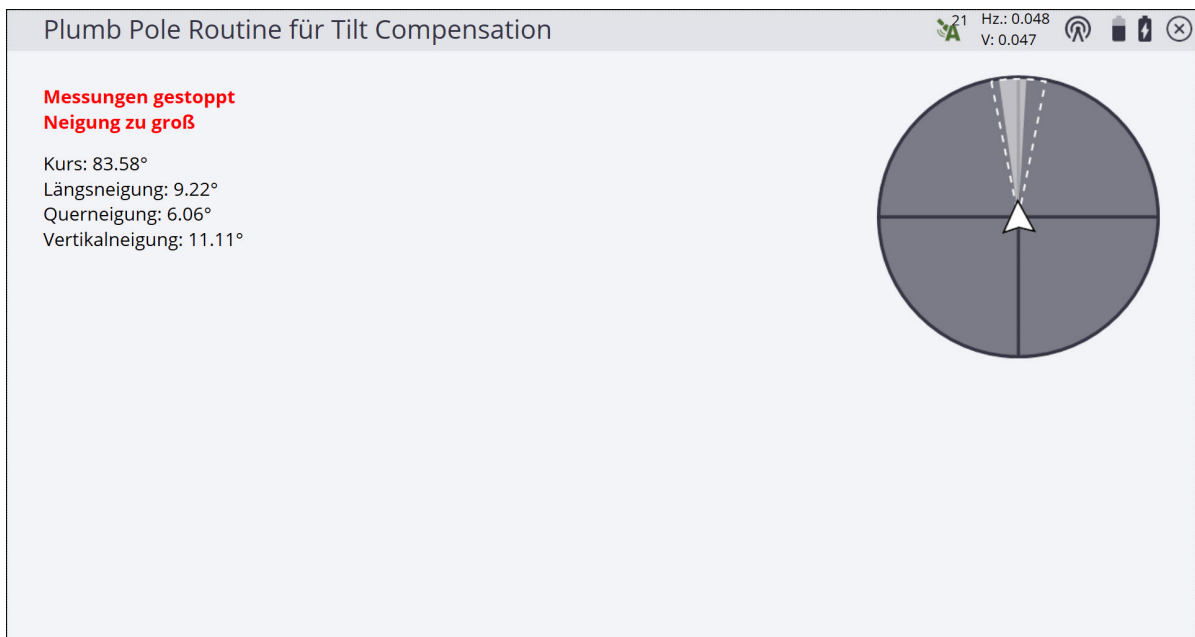 Plumb Pole Routine für Tilt Compensation
A 21
Hz.: 0.048
V: 0.047
Messungen gestoppt
Neigung zu groß
Kurs: 83.58°
Längsneigung: 9.22°
Querneigung: 6.06°
Vertikalneigung: 11.11°